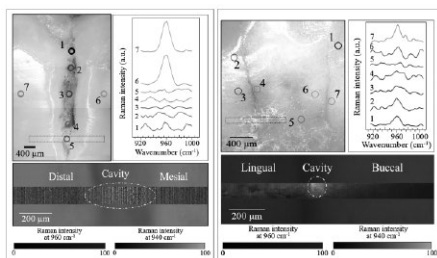 1
2
3
4
5
6
7
400 µm
Raman intensity (a.u.)
7
6
5
4
3
2
1
920 960 1000
Wavenumber (cm-1)
Distal Cavity Mesial
200 µm
Raman intensity
at 960 cm-1
0 100
Raman intensity
at 940 cm-1
0 100
1
2
3
4
5
6
7
400 µm
Raman intensity (a.u.)
7
6
5
4
3
2
1
920 960 1000
Wavenumber (cm-1)
Lingual Cavity Buccal
200 µm
Raman intensity
at 960 cm-1
0 100
Raman intensity
at 940 cm-1
0 100